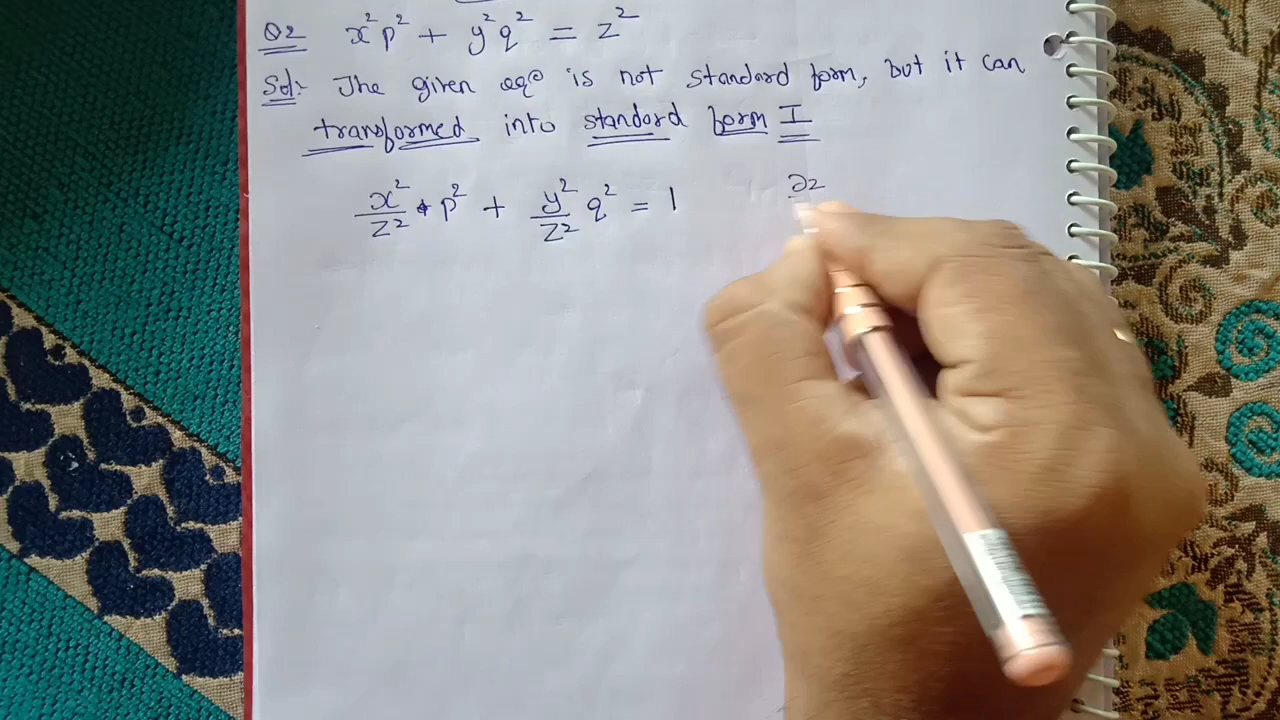 Q2 x²p² + y²q² = z²
Sol:- The given eqⁿ is not standard form, but it can
transformed into standard form I
x²/z² · p² + y²/z² q² = 1 ∂z